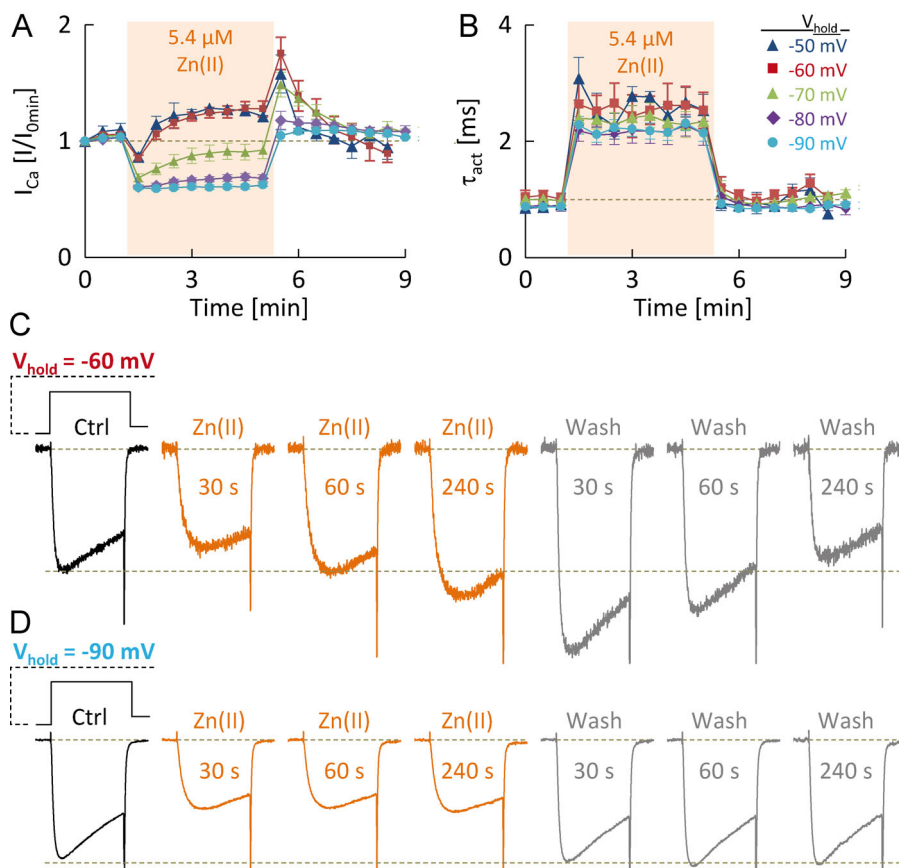 A
2
1
0
I_Ca [I/I_0min]
5.4 µM
Zn(II)
0 3 6 9
Time [min]
B
4
2
0
τ_act [ms]
5.4 µM
Zn(II)
0 3 6 9
Time [min]
V_hold
-50 mV
-60 mV
-70 mV
-80 mV
-90 mV
C
V_hold = -60 mV
Ctrl Zn(II) Zn(II) Zn(II) Wash Wash Wash
30 s 60 s 240 s 30 s 60 s 240 s
D
V_hold = -90 mV
Ctrl Zn(II) Zn(II) Zn(II) Wash Wash Wash
30 s 60 s 240 s 30 s 60 s 240 s